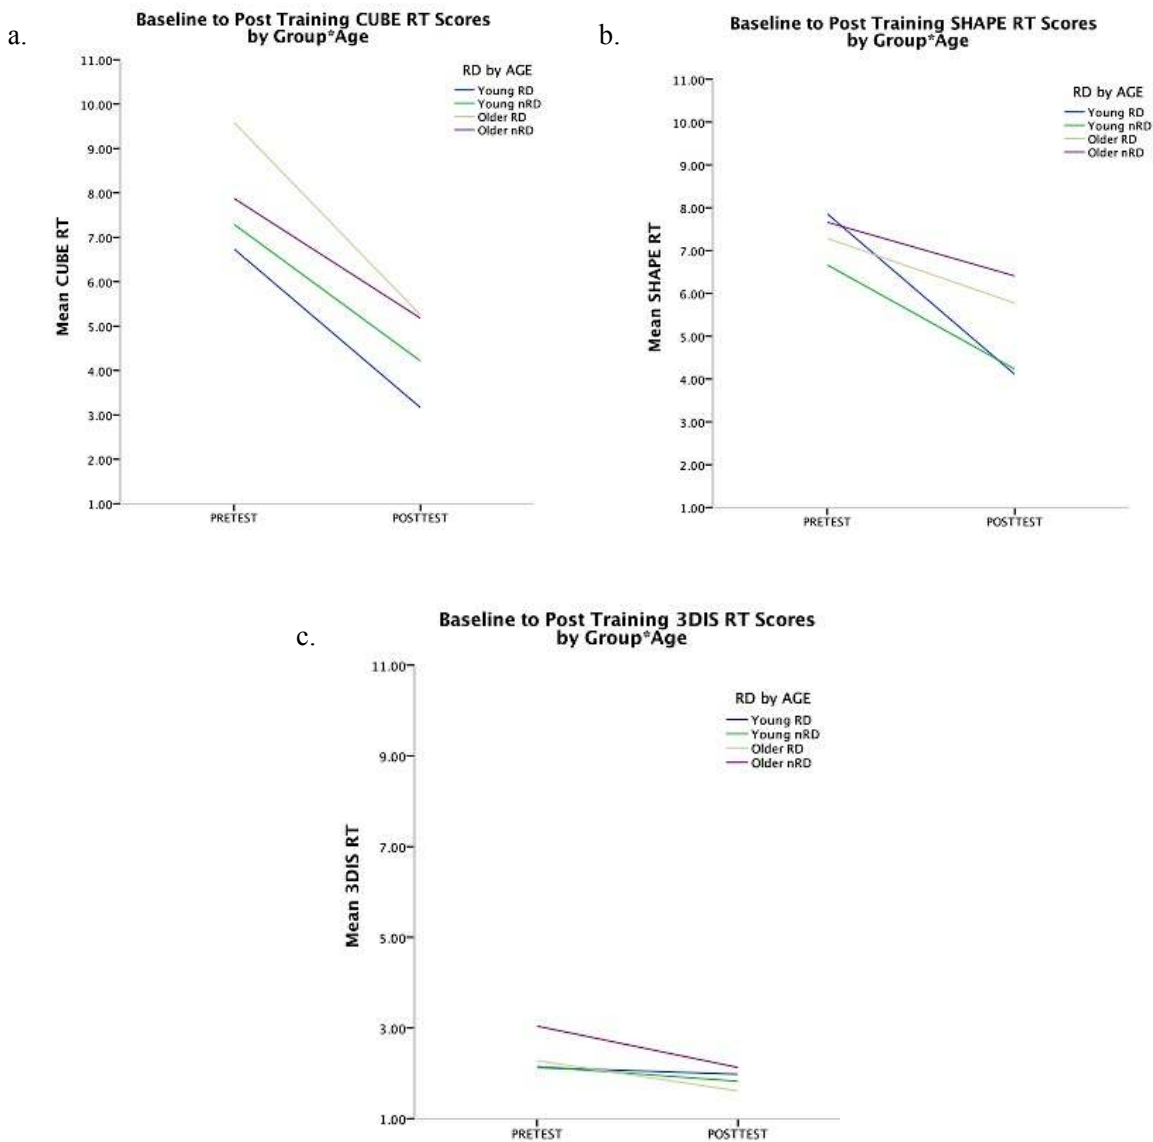 a.
Baseline to Post Training CUBE RT Scores
by Group*Age
11.00
10.00
9.00
8.00
7.00
6.00
5.00
4.00
3.00
2.00
1.00
Mean CUBE RT
RD by AGE
Young RD
Young nRD
Older RD
Older nRD
PRETEST
POSTTEST
b.
Baseline to Post Training SHAPE RT Scores
by Group*Age
11.00
10.00
9.00
8.00
7.00
6.00
5.00
4.00
3.00
2.00
1.00
Mean SHAPE RT
RD by AGE
Young RD
Young nRD
Older RD
Older nRD
PRETEST
POSTTEST
c.
Baseline to Post Training 3DIS RT Scores
by Group*Age
11.00
9.00
7.00
5.00
3.00
1.00
Mean 3DIS RT
RD by AGE
Young RD
Young nRD
Older RD
Older nRD
PRETEST
POSTTEST